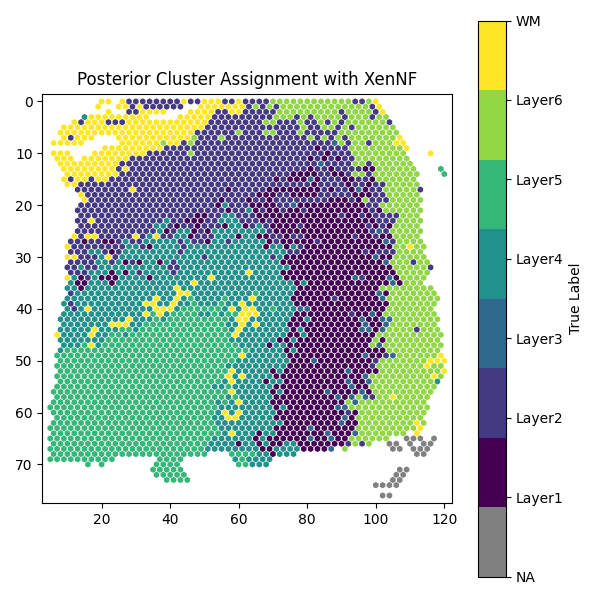 Posterior Cluster Assignment with XenNF
0
10
20
30
40
50
60
70
20
40
60
80
100
120
WM
Layer6
Layer5
Layer4
Layer3
Layer2
Layer1
NA
True Label